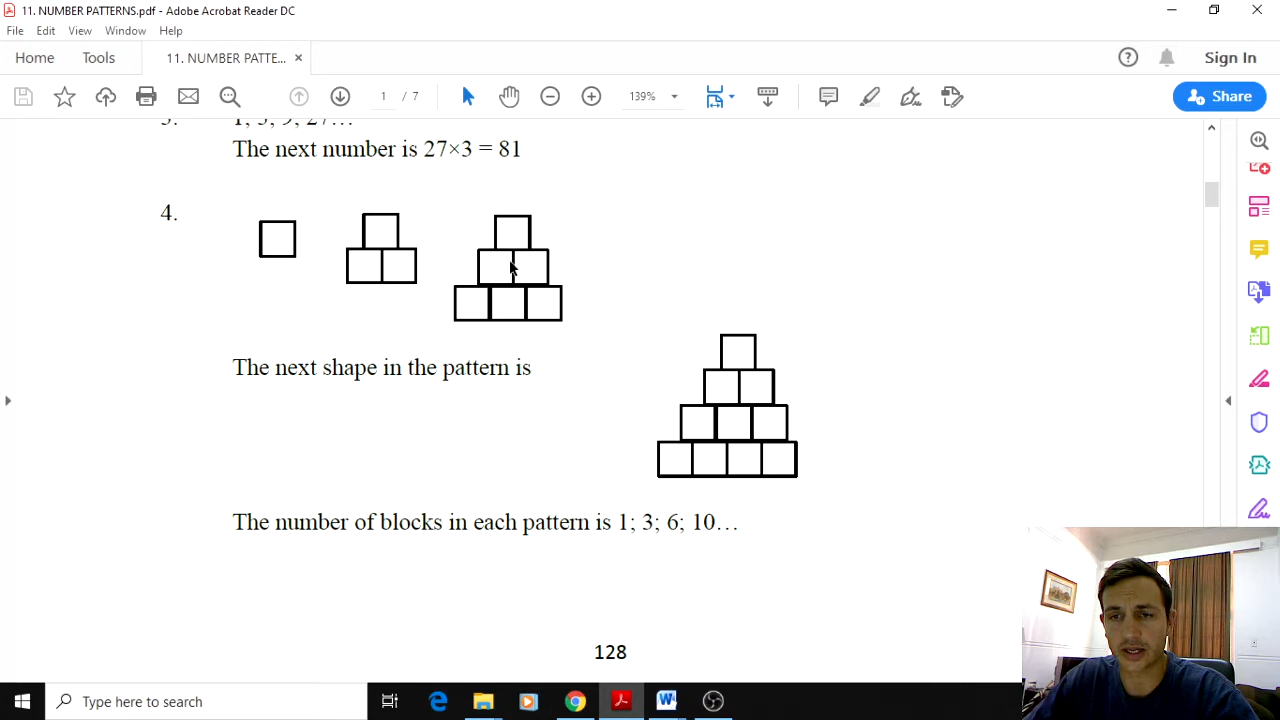 11. NUMBER PATTERNS.pdf - Adobe Acrobat Reader DC
File Edit View Window Help
Home Tools 11. NUMBER PATTE... × Sign In
1 / 7 139% Share
The next number is 27×3 = 81
4.
The next shape in the pattern is
The number of blocks in each pattern is 1; 3; 6; 10…
128
Type here to search